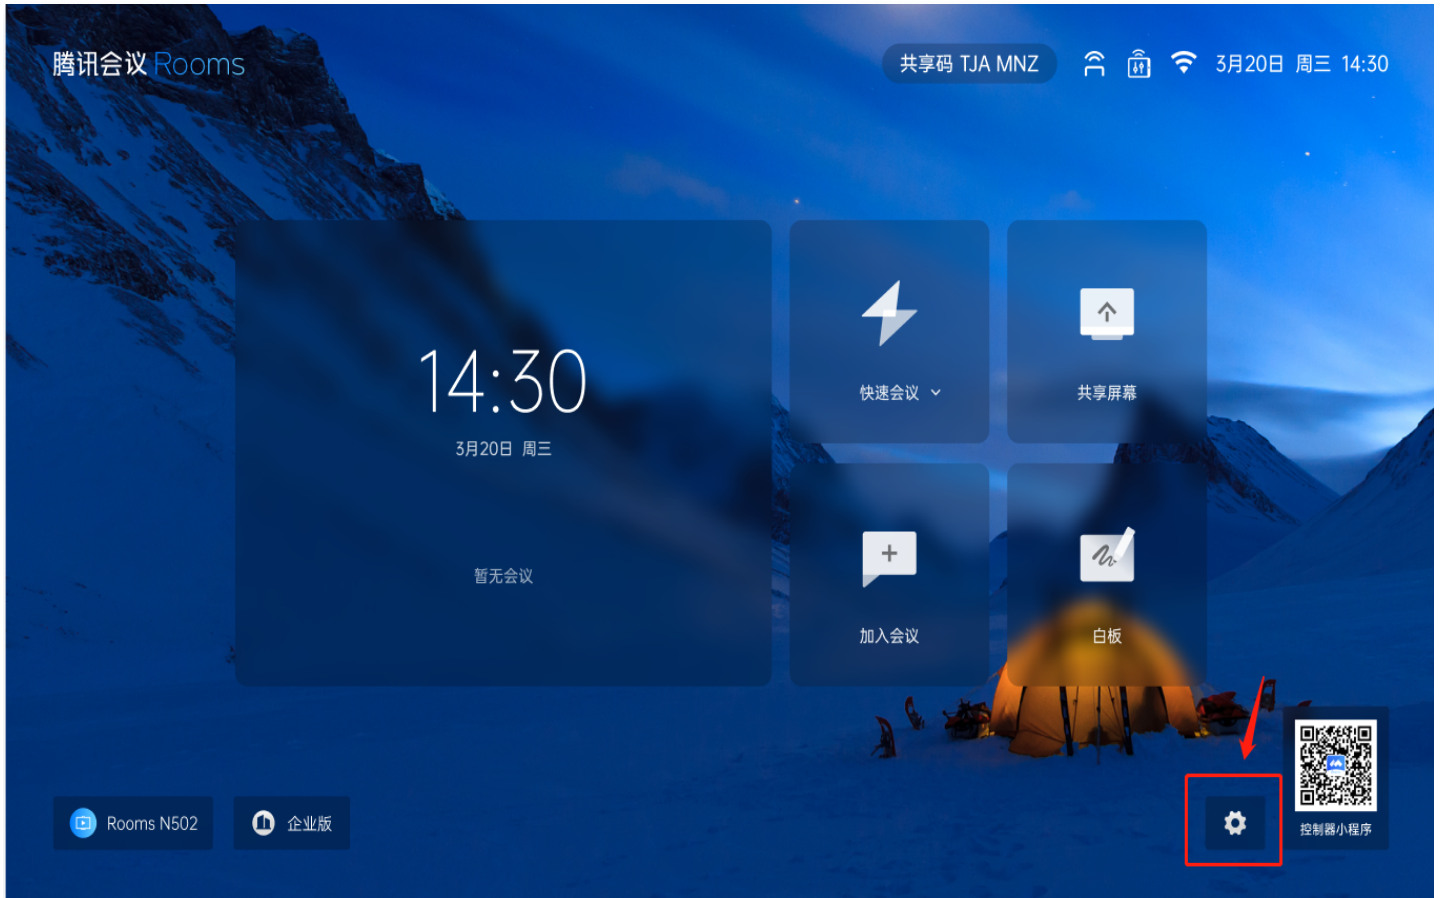 腾讯会议 Rooms
共享码 TJA MNZ
3月20日 周三 14:30
14:30
3月20日 周三
暂无会议
快速会议
共享屏幕
加入会议
白板
Rooms N502
企业版
控制器小程序